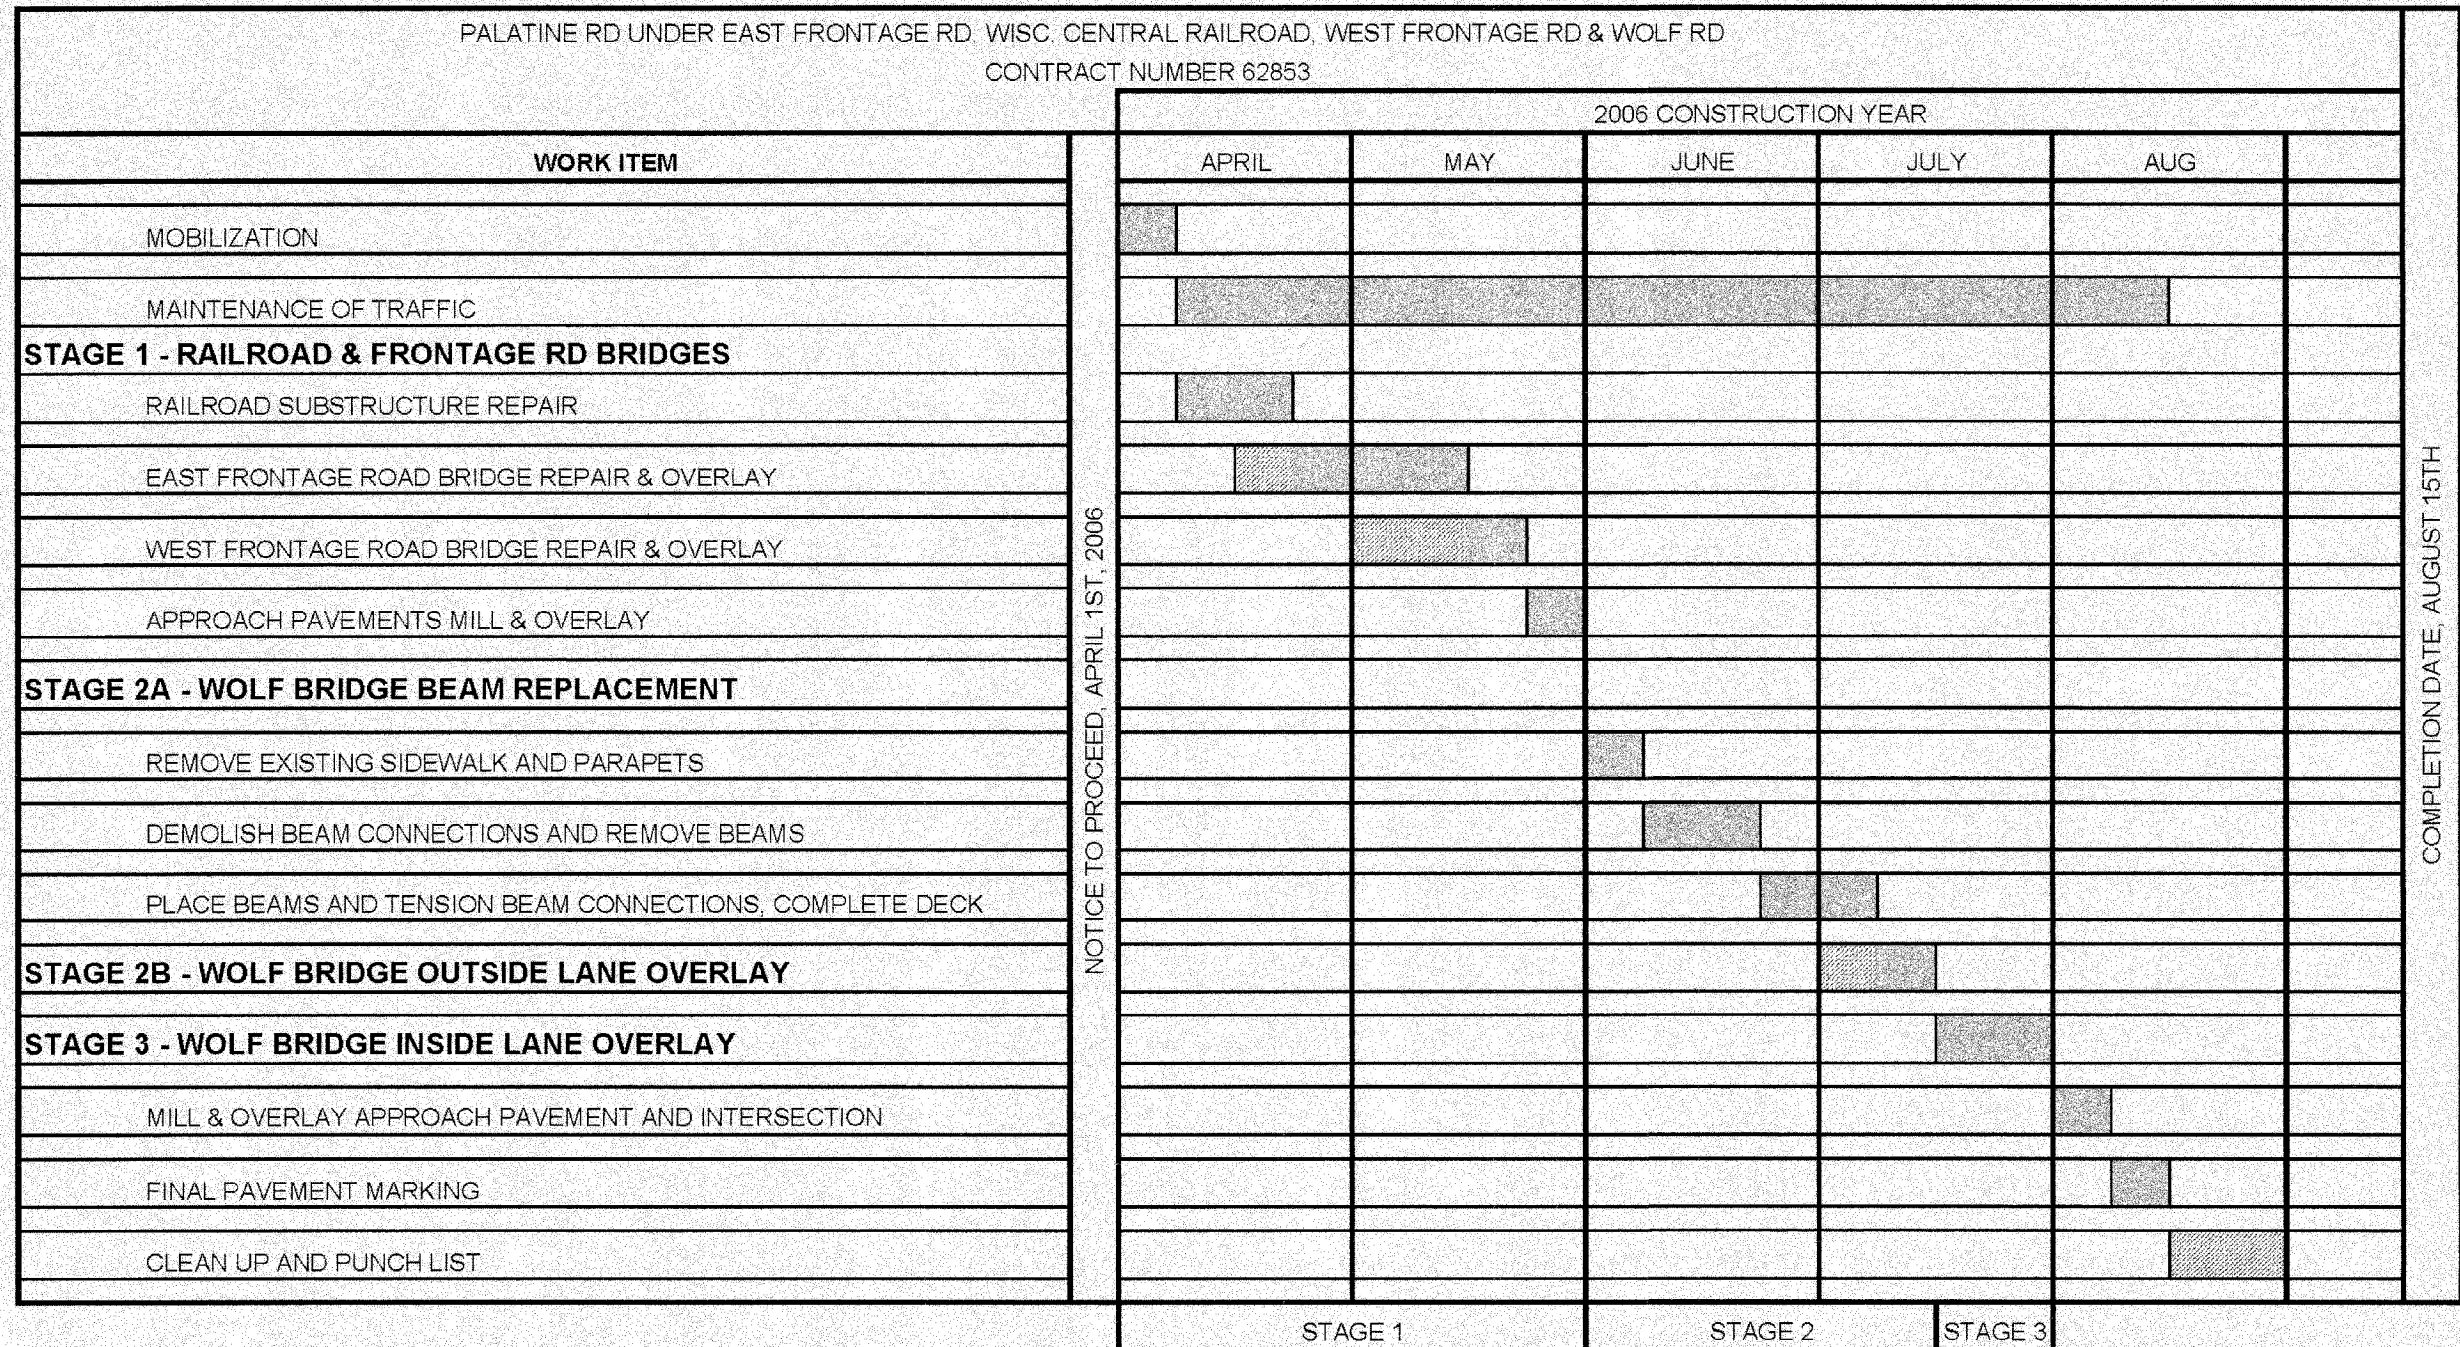 PALATINE RD UNDER EAST FRONTAGE RD, WISC. CENTRAL RAILROAD, WEST FRONTAGE RD & WOLF RD
CONTRACT NUMBER 62853
2006 CONSTRUCTION YEAR
WORK ITEM
APRIL
MAY
JUNE
JULY
AUG
MOBILIZATION
MAINTENANCE OF TRAFFIC
STAGE 1 - RAILROAD & FRONTAGE RD BRIDGES
RAILROAD SUBSTRUCTURE REPAIR
EAST FRONTAGE ROAD BRIDGE REPAIR & OVERLAY
WEST FRONTAGE ROAD BRIDGE REPAIR & OVERLAY
APPROACH PAVEMENTS MILL & OVERLAY
STAGE 2A - WOLF BRIDGE BEAM REPLACEMENT
REMOVE EXISTING SIDEWALK AND PARAPETS
DEMOLISH BEAM CONNECTIONS AND REMOVE BEAMS
PLACE BEAMS AND TENSION BEAM CONNECTIONS, COMPLETE DECK
STAGE 2B - WOLF BRIDGE OUTSIDE LANE OVERLAY
STAGE 3 - WOLF BRIDGE INSIDE LANE OVERLAY
MILL & OVERLAY APPROACH PAVEMENT AND INTERSECTION
FINAL PAVEMENT MARKING
CLEAN UP AND PUNCH LIST
NOTICE TO PROCEED, APRIL 1ST, 2006
COMPLETION DATE, AUGUST 15TH
STAGE 1
STAGE 2
STAGE 3